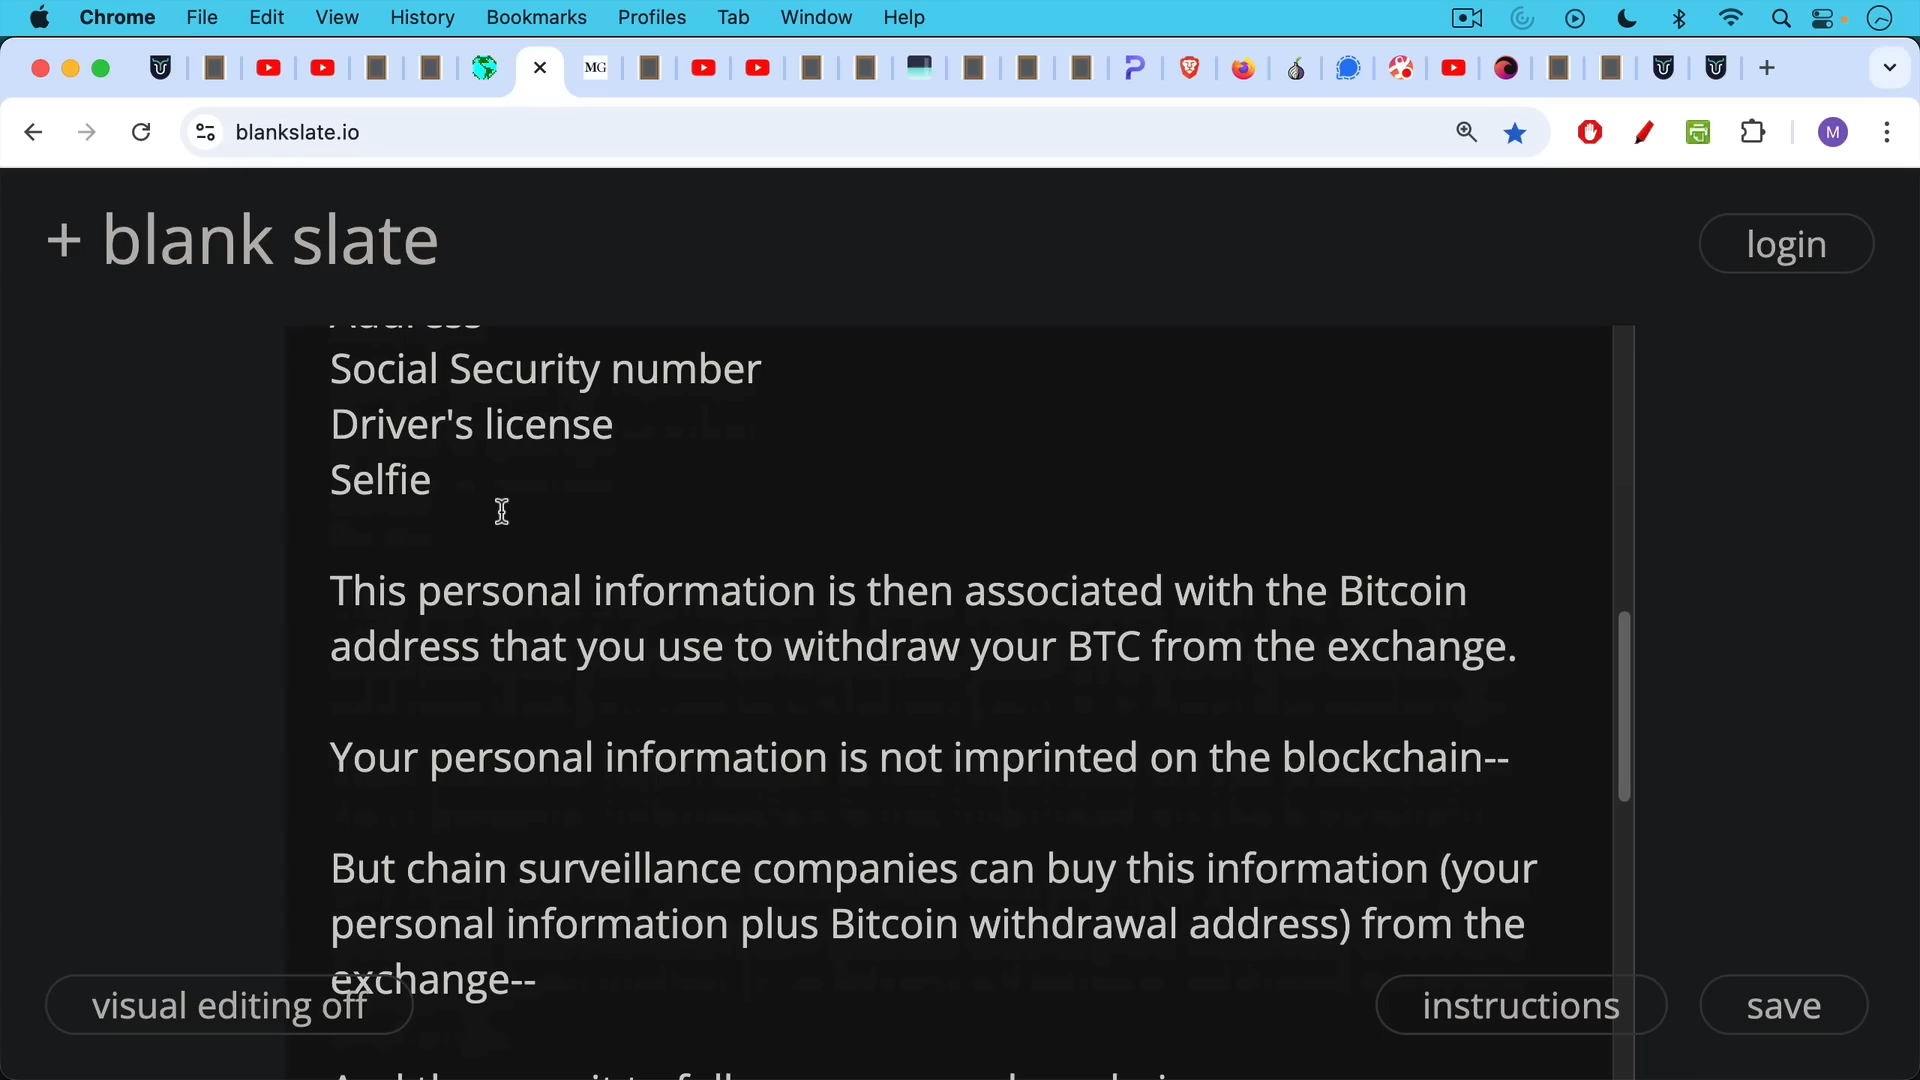 Chrome File Edit View History Bookmarks Profiles Tab Window Help
MG
blankslate.io
M
+ blank slate
login
Address
Social Security number
Driver's license
Selfie
This personal information is then associated with the Bitcoin
address that you use to withdraw your BTC from the exchange.
Your personal information is not imprinted on the blockchain--
But chain surveillance companies can buy this information (your
personal information plus Bitcoin withdrawal address) from the
exchange--
visual editing off
instructions
save